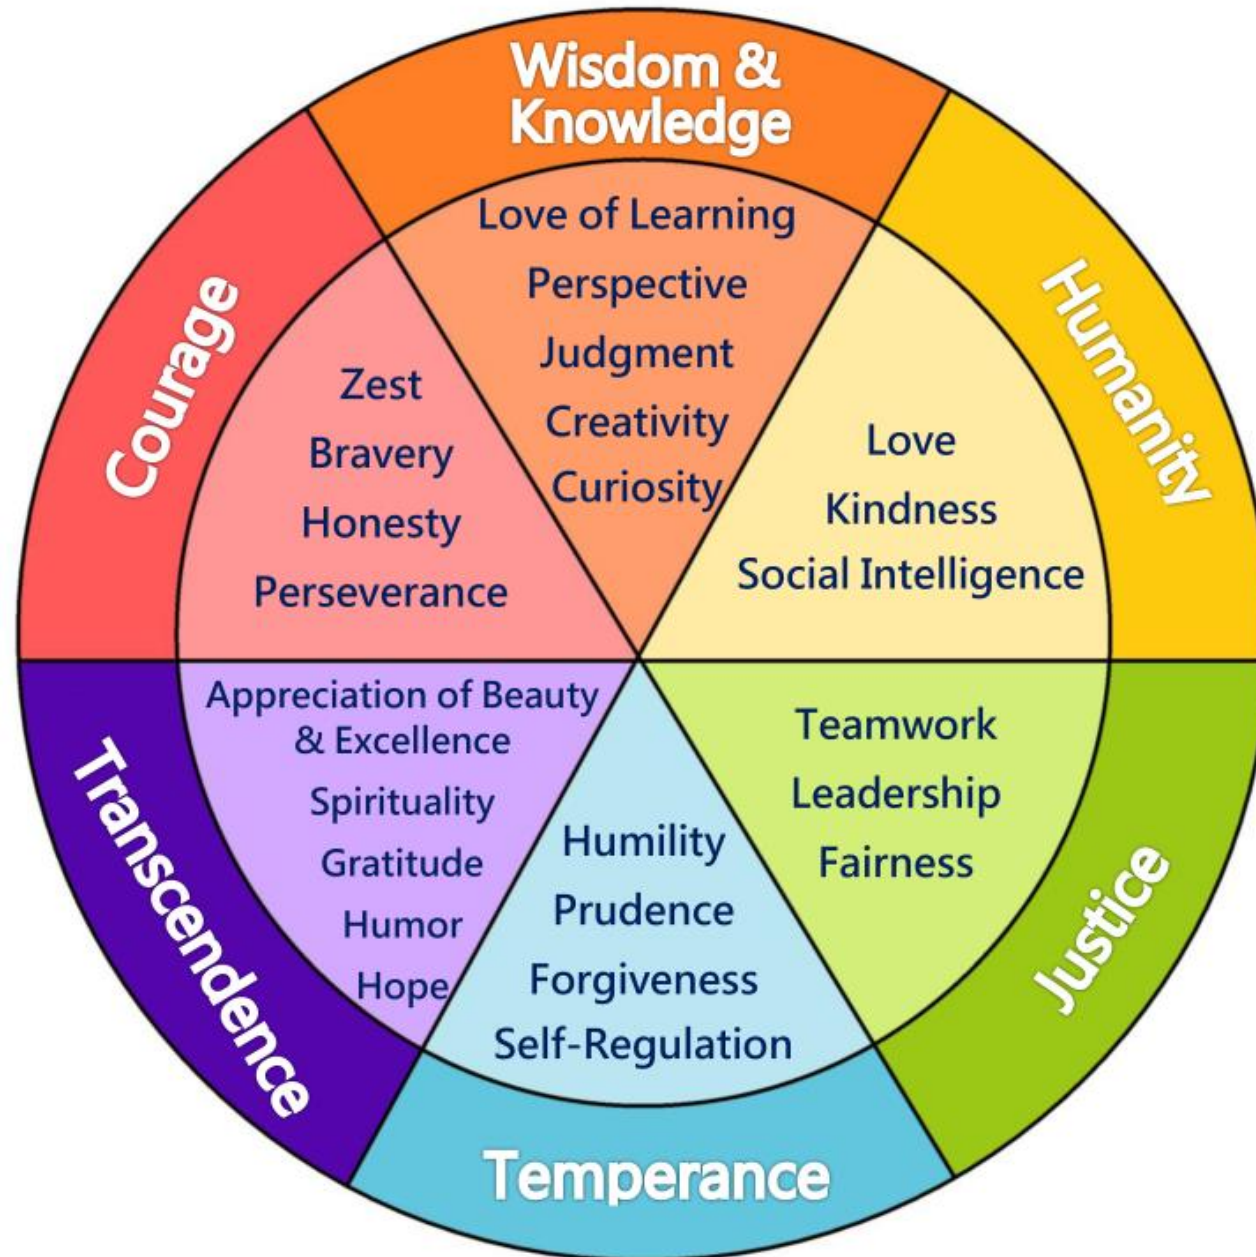 Wisdom &
Knowledge
Love of Learning
Perspective
Judgment
Creativity
Curiosity
Humanity
Love
Kindness
Social Intelligence
Justice
Teamwork
Leadership
Fairness
Temperance
Humility
Prudence
Forgiveness
Self-Regulation
Transcendence
Appreciation of Beauty
& Excellence
Spirituality
Gratitude
Humor
Hope
Courage
Zest
Bravery
Honesty
Perseverance